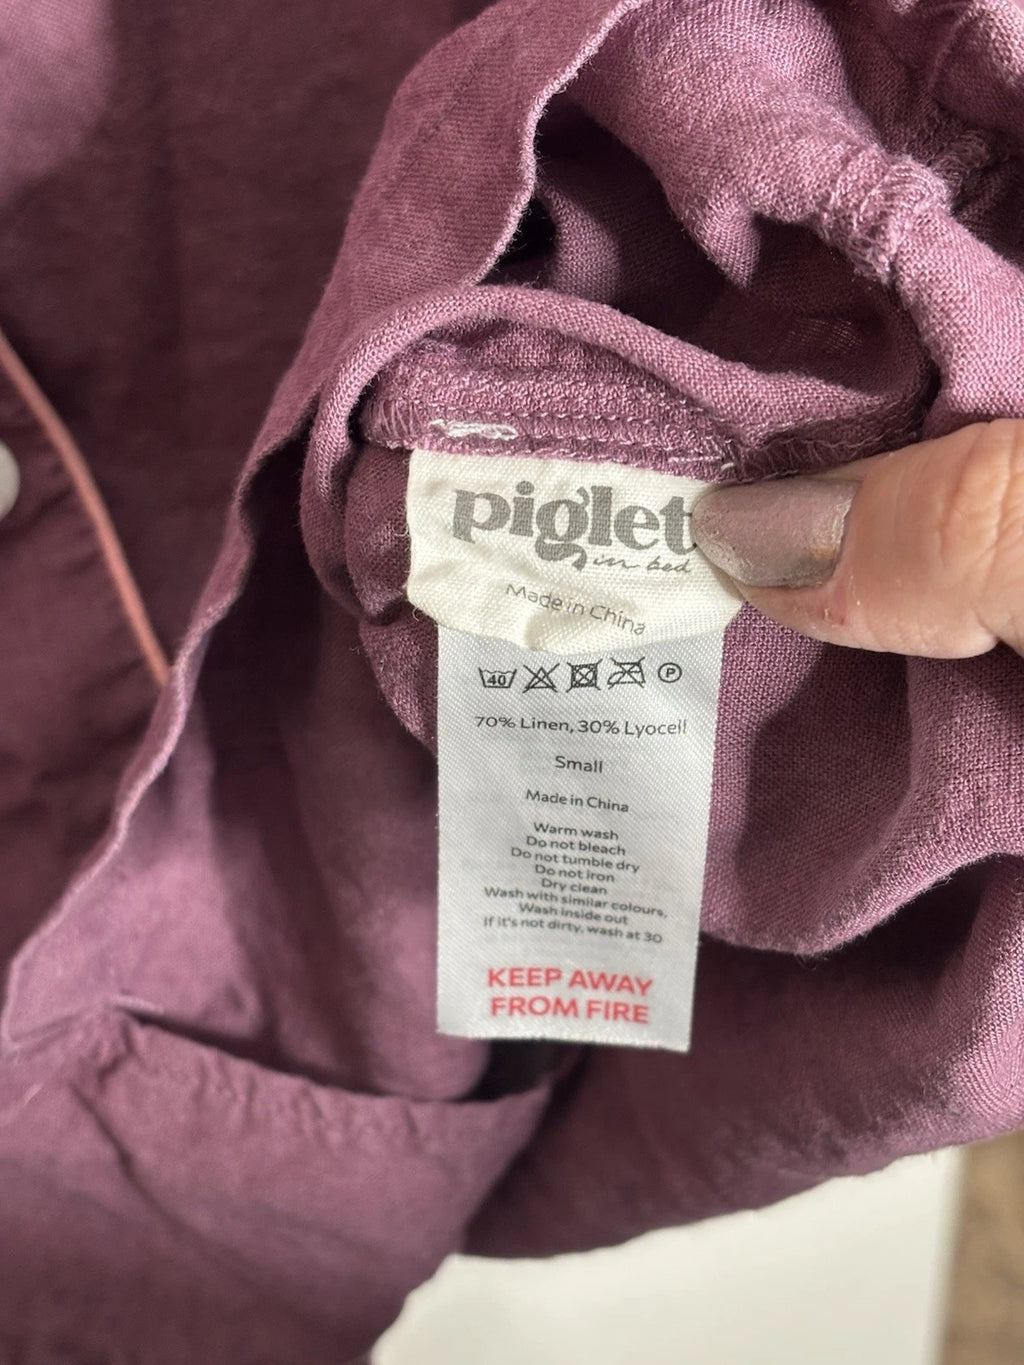 piglet
in bed
Made in China
40 P
70% Linen, 30% Lyocell
Small
Made in China
Warm wash
Do not bleach
Do not tumble dry
Do not iron
Dry clean
Wash with similar colours,
Wash inside out
If it's not dirty, wash at 30
KEEP AWAY
FROM FIRE